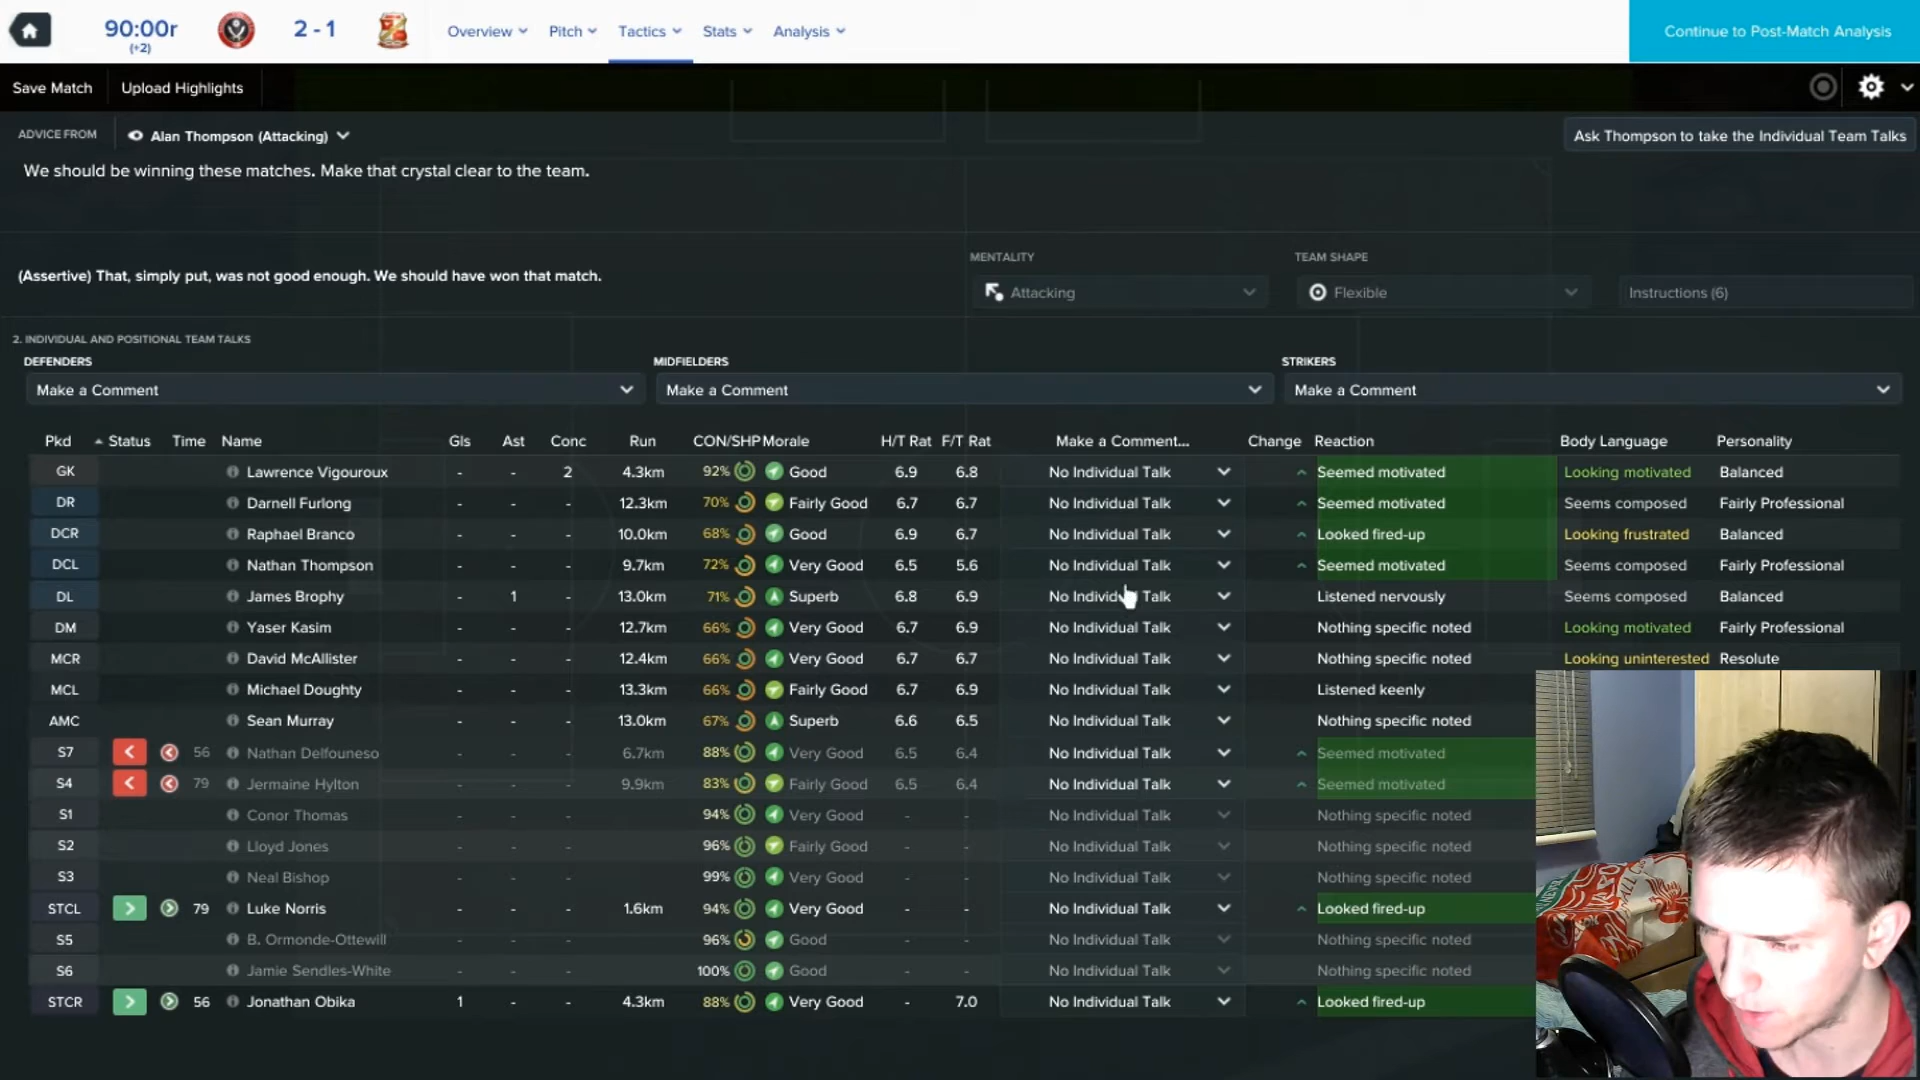 90:00r 2 - 1 Overview Pitch Tactics Stats Analysis Continue to Post-Match Analysis
(+2)
Save Match Upload Highlights
ADVICE FROM Alan Thompson (Attacking) Ask Thompson to take the Individual Team Talks
We should be winning these matches. Make that crystal clear to the team.
MENTALITY TEAM SHAPE
(Assertive) That, simply put, was not good enough. We should have won that match.
Attacking Flexible Instructions (6)
2. INDIVIDUAL AND POSITIONAL TEAM TALKS
DEFENDERS MIDFIELDERS STRIKERS
Make a Comment Make a Comment Make a Comment
Pkd Status Time Name Gls Ast Conc Run CON/SHP Morale H/T Rat F/T Rat Make a Comment... Change Reaction Body Language Personality
GK Lawrence Vigouroux - - 2 4.3km 92% Good 6.9 6.8 No Individual Talk Seemed motivated Looking motivated Balanced
DR Darnell Furlong - - - 12.3km 70% Fairly Good 6.7 6.7 No Individual Talk Seemed motivated Seems composed Fairly Professional
DCR Raphael Branco - - - 10.0km 68% Good 6.9 6.7 No Individual Talk Looked fired-up Looking frustrated Balanced
DCL Nathan Thompson - - - 9.7km 72% Very Good 6.5 5.6 No Individual Talk Seemed motivated Seems composed Fairly Professional
DL James Brophy - 1 - 13.0km 71% Superb 6.8 6.9 No Individual Talk Listened nervously Seems composed Balanced
DM Yaser Kasim - - - 12.7km 66% Very Good 6.7 6.9 No Individual Talk Nothing specific noted Looking motivated Fairly Professional
MCR David McAllister - - - 12.4km 66% Very Good 6.7 6.7 No Individual Talk Nothing specific noted Looking uninterested Resolute
MCL Michael Doughty - - - 13.3km 66% Fairly Good 6.7 6.9 No Individual Talk Listened keenly
AMC Sean Murray - - - 13.0km 67% Superb 6.6 6.5 No Individual Talk Nothing specific noted
S7 56 Nathan Delfouneso - - - 6.7km 88% Very Good 6.5 6.4 No Individual Talk Seemed motivated
S4 79 Jermaine Hylton - - - 9.9km 83% Fairly Good 6.5 6.4 No Individual Talk Seemed motivated
S1 Conor Thomas - - - 94% Very Good - - No Individual Talk Nothing specific noted
S2 Lloyd Jones - - - 96% Fairly Good - - No Individual Talk Nothing specific noted
S3 Neal Bishop - - - 99% Very Good - - No Individual Talk Nothing specific noted
STCL 79 Luke Norris - - - 1.6km 94% Very Good - - No Individual Talk Looked fired-up
S5 B. Ormonde-Ottewill - - - 96% Good - - No Individual Talk Nothing specific noted
S6 Jamie Sendles-White - - - 100% Good - - No Individual Talk Nothing specific noted
STCR 56 Jonathan Obika 1 - - 4.3km 88% Very Good - 7.0 No Individual Talk Looked fired-up